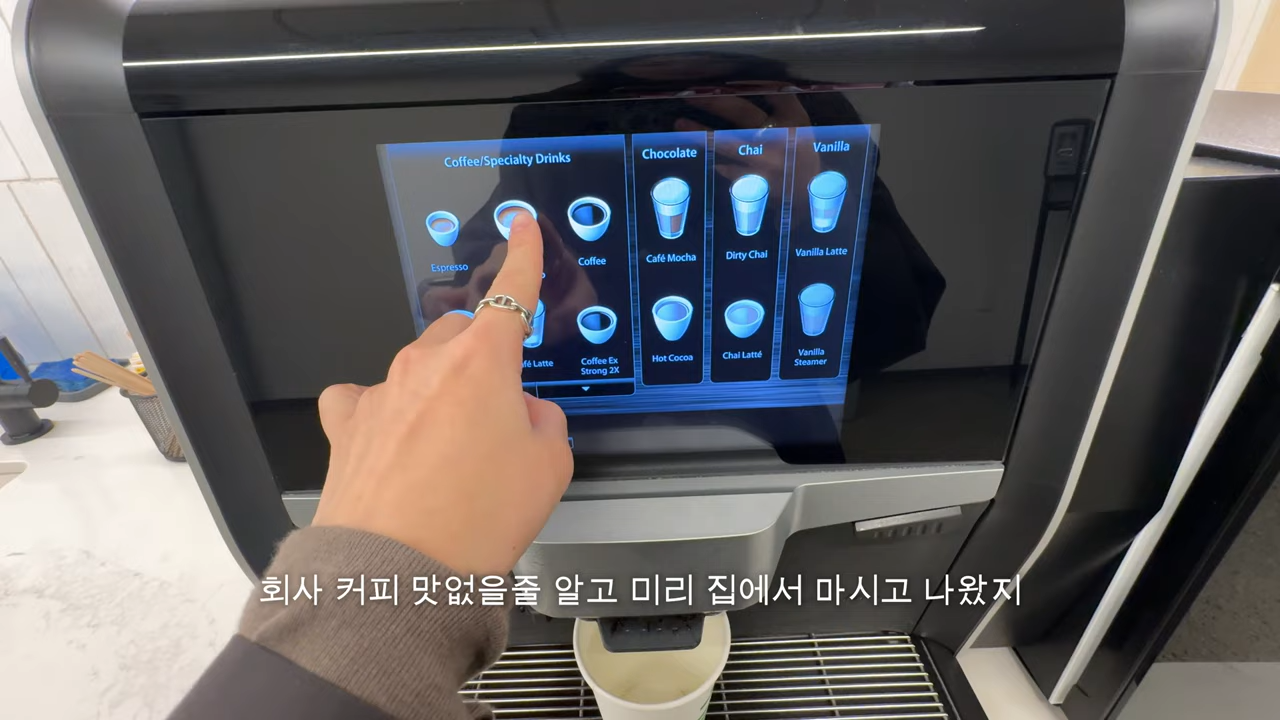 Coffee/Specialty Drinks
Chocolate
Chai
Vanilla
Espresso
Coffee
Café Mocha
Dirty Chai
Vanilla Latte
Latte
Coffee Ex
Strong 2X
Hot Cocoa
Chai Latté
Vanilla
Steamer
회사 커피 맛없을줄 알고 미리 집에서 마시고 나왔지